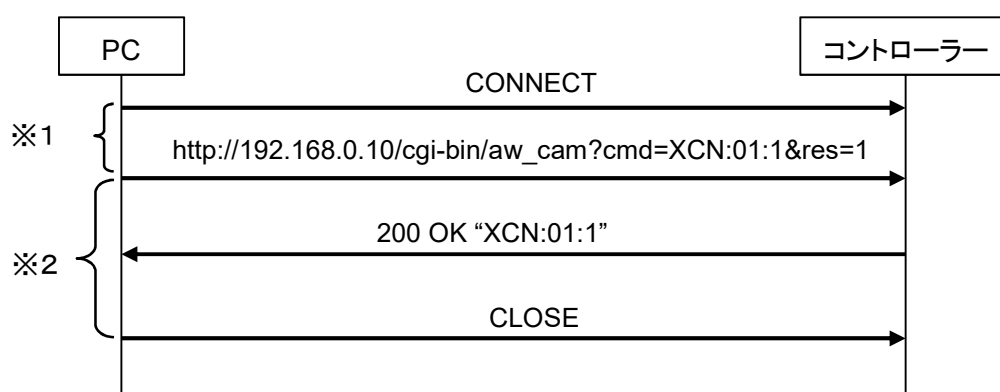 PC
コントローラー
CONNECT
※1
http://192.168.0.10/cgi-bin/aw_cam?cmd=XCN:01:1&res=1
200 OK “XCN:01:1”
※2
CLOSE